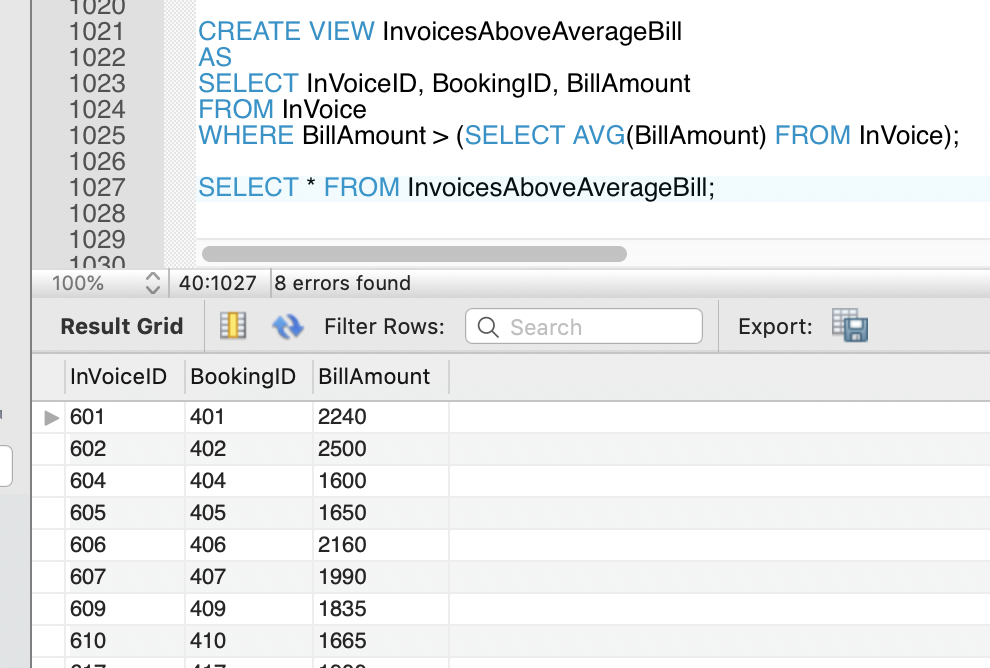 1020
1021 CREATE VIEW InvoicesAboveAverageBill
1022 AS
1023 SELECT InVoiceID, BookingID, BillAmount
1024 FROM InVoice
1025 WHERE BillAmount > (SELECT AVG(BillAmount) FROM InVoice);
1026
1027 SELECT * FROM InvoicesAboveAverageBill;
1028
1029
1030
100% 40:1027 8 errors found
Result Grid Filter Rows: Search Export:
InVoiceID BookingID BillAmount
601 401 2240
602 402 2500
604 404 1600
605 405 1650
606 406 2160
607 407 1990
609 409 1835
610 410 1665
617 417